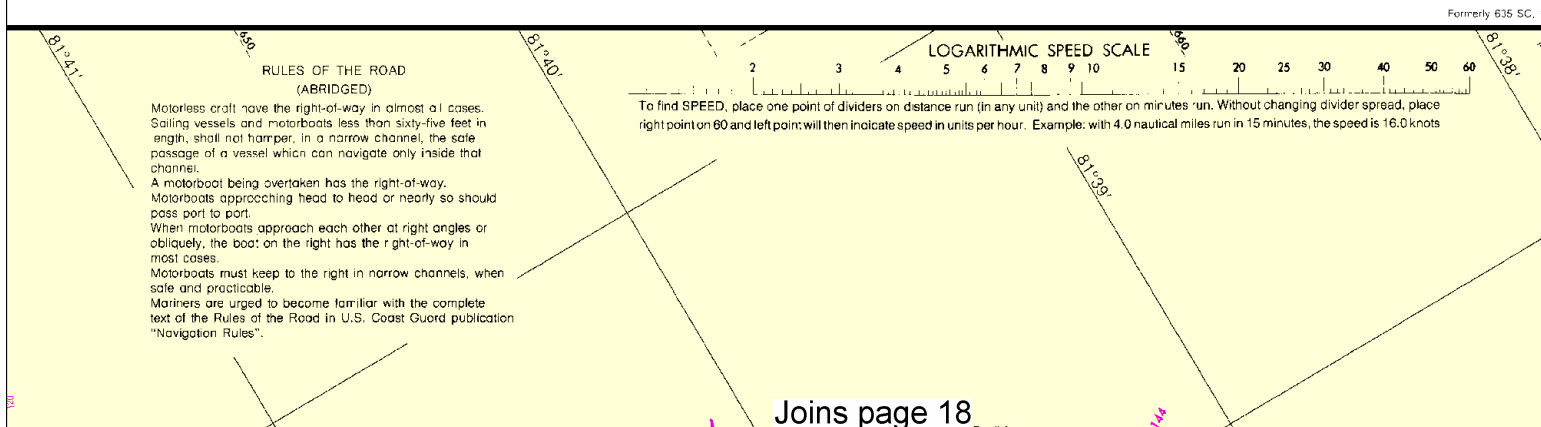 Formerly 635 SC,
81°41'
650
81°40'
660
81°38'
LOGARITHMIC SPEED SCALE
2 3 4 5 6 7 8 9 10 15 20 25 30 40 50 60
To find SPEED, place one point of dividers on distance run (in any unit) and the other on minutes run. Without changing divider spread, place
right point on 60 and left point will then indicate speed in units per hour. Example: with 4.0 nautical miles run in 15 minutes, the speed is 16.0 knots
RULES OF THE ROAD
(ABRIDGED)
Motorless craft have the right-of-way in almost all cases.
Sailing vessels and motorboats less than sixty-five feet in
length, shall not hamper, in a narrow channel, the safe
passage of a vessel which can navigate only inside that
channel.
A motorboat being overtaken has the right-of-way.
Motorboats approaching head to head or nearly so should
pass port to port.
When motorboats approach each other at right angles or
obliquely, the boat on the right has the right-of-way in
most cases.
Motorboats must keep to the right in narrow channels, when
safe and practicable.
Mariners are urged to become familiar with the complete
text of the Rules of the Road in U.S. Coast Guard publication
"Navigation Rules".
81°39'
120
Joins page 18
144